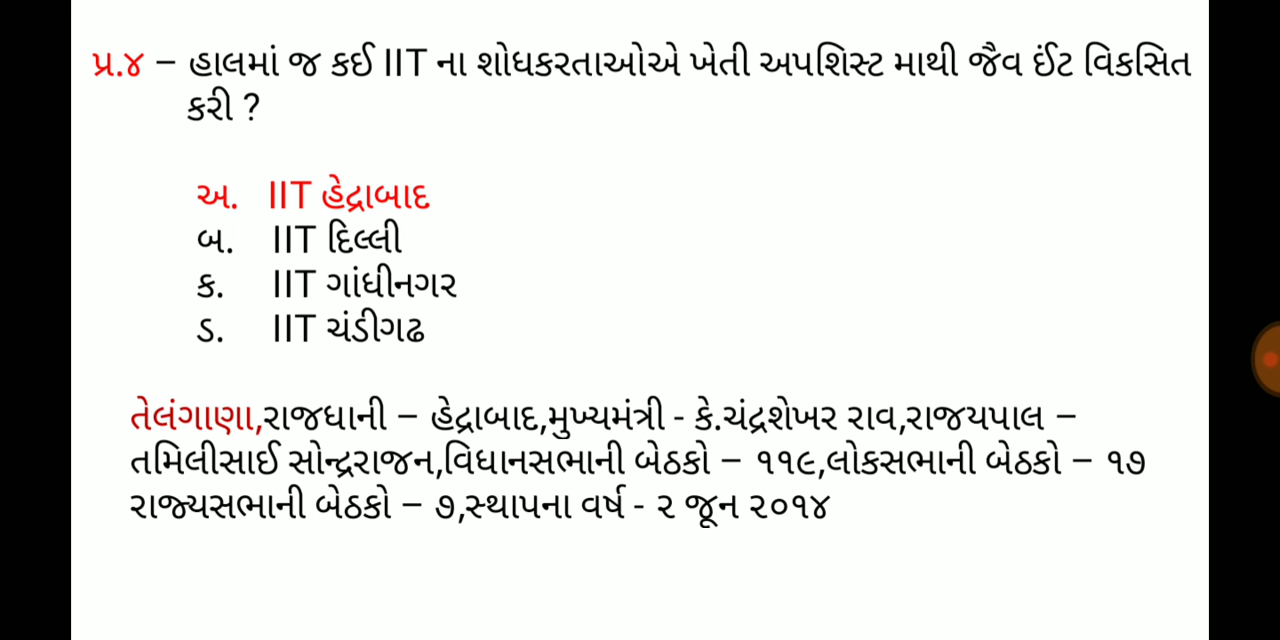 પ્ર.૪ – હાલમાં જ કઈ IIT ના શોધકરતાઓએ ખેતી અપશિસ્ટ માથી જૈવ ઈંટ વિકસિત
કરી ?
અ. IIT હેદ્રાબાદ
બ. IIT દિલ્લી
ક. IIT ગાંધીનગર
ડ. IIT ચંડીગઢ
તેલંગાણા,રાજધાની – હેદ્રાબાદ,મુખ્યમંત્રી - કે.ચંદ્રશેખર રાવ,રાજયપાલ –
તમિલીસાઈ સોન્દ્રરાજન,વિધાનસભાની બેઠકો – ૧૧૯,લોકસભાની બેઠકો – ૧૭
રાજ્યસભાની બેઠકો – ૭,સ્થાપના વર્ષ - ૨ જૂન ૨૦૧૪